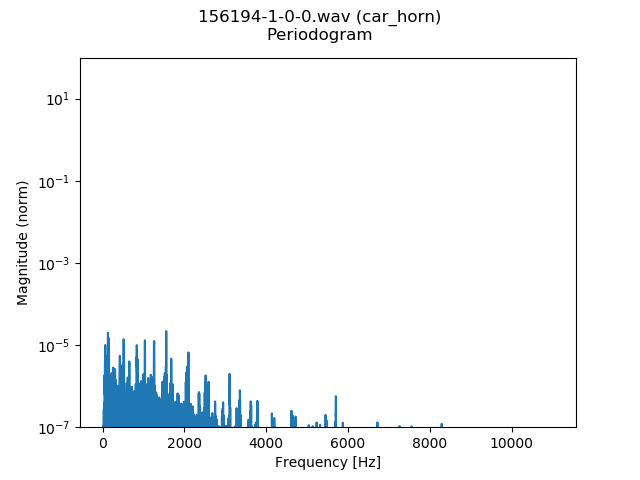 156194-1-0-0.wav (car_horn)
Periodogram
10¹
10⁻¹
10⁻³
10⁻⁵
10⁻⁷
Magnitude (norm)
0 2000 4000 6000 8000 10000
Frequency [Hz]